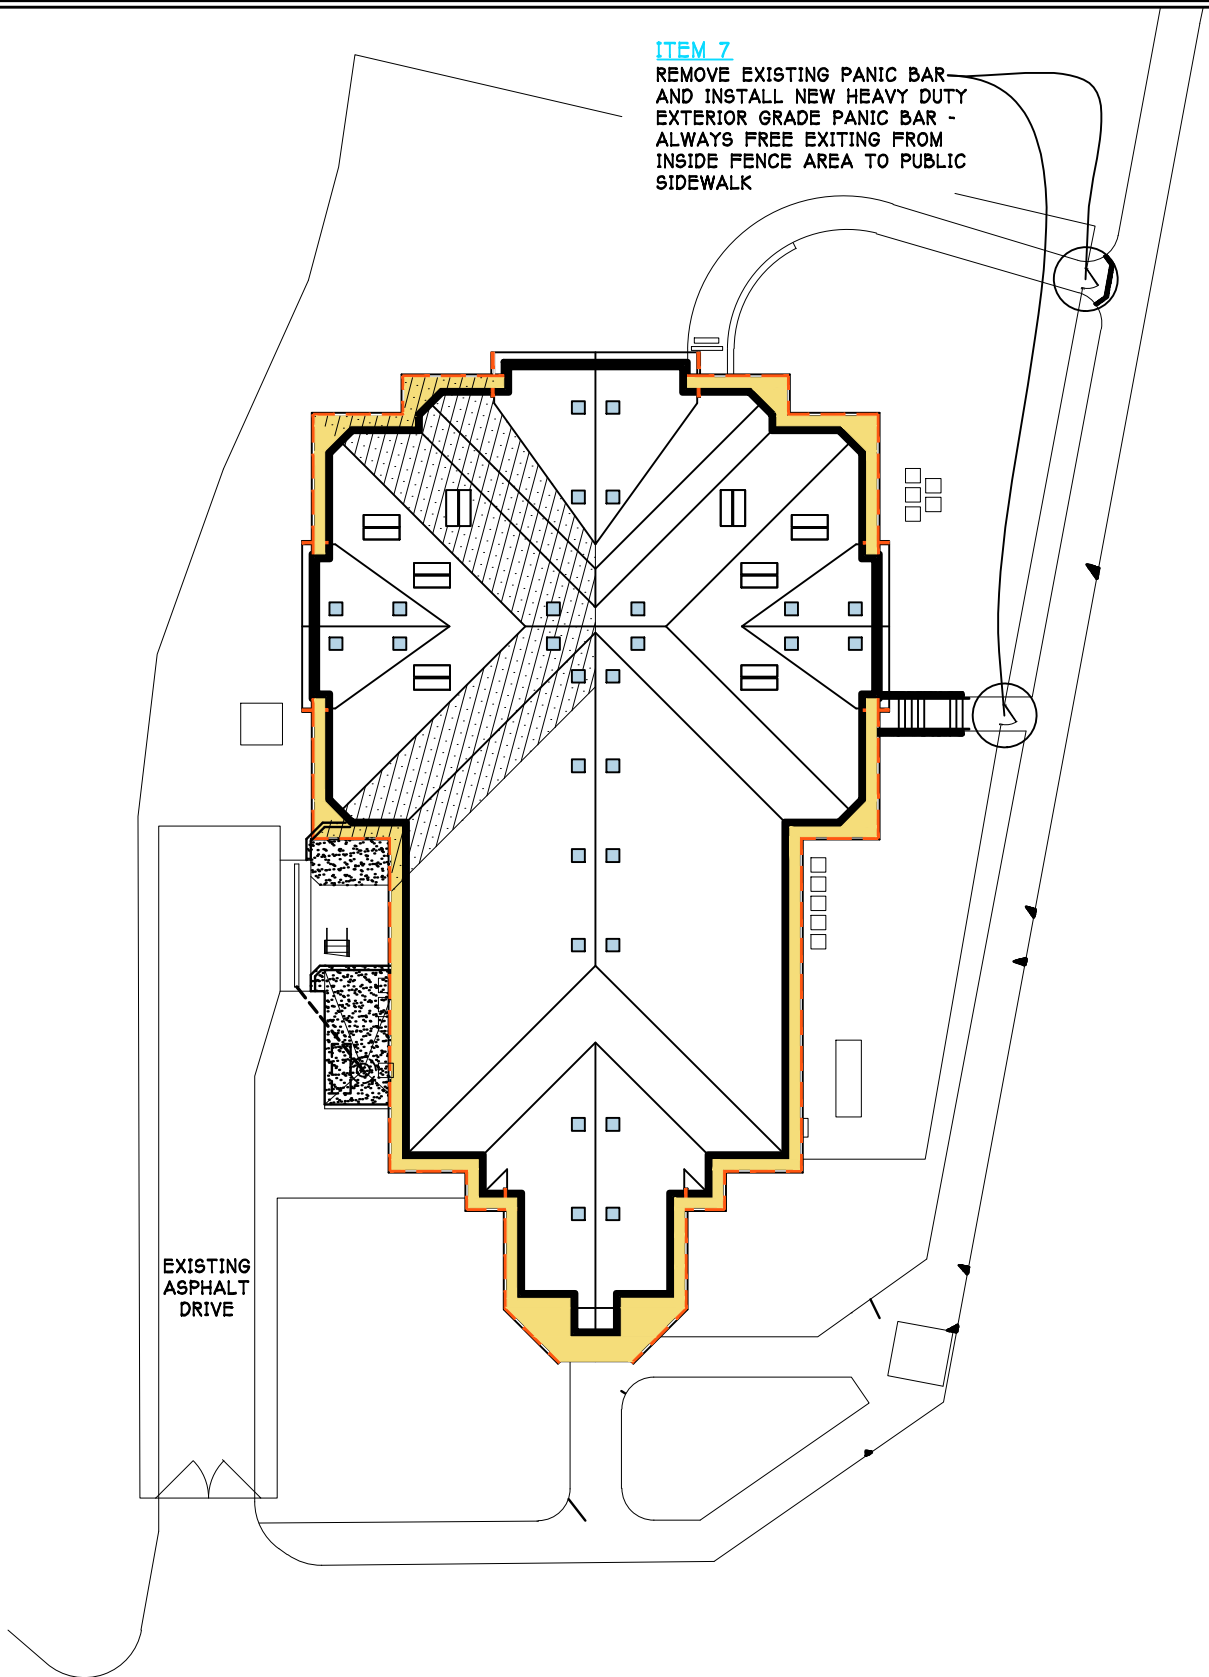 ITEM 7
REMOVE EXISTING PANIC BAR
AND INSTALL NEW HEAVY DUTY
EXTERIOR GRADE PANIC BAR -
ALWAYS FREE EXITING FROM
INSIDE FENCE AREA TO PUBLIC
SIDEWALK
EXISTING
ASPHALT
DRIVE